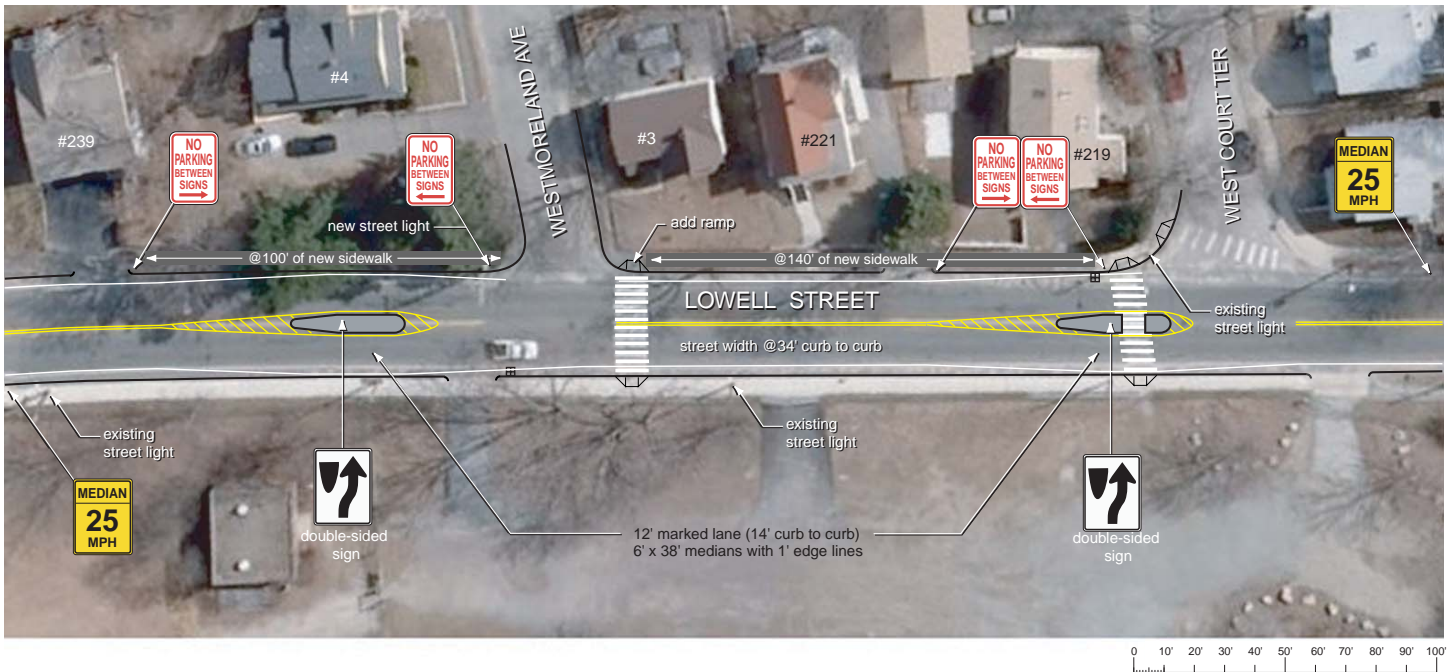 #239
#4
WESTMORELAND AVE
#3
#221
#219
WEST COURT TER
NO
PARKING
BETWEEN
SIGNS
NO
PARKING
BETWEEN
SIGNS
NO
PARKING
BETWEEN
SIGNS
NO
PARKING
BETWEEN
SIGNS
MEDIAN
25
MPH
new street light
add ramp
@100' of new sidewalk
@140' of new sidewalk
LOWELL STREET
existing
street light
street width @34' curb to curb
existing
street light
existing
street light
MEDIAN
25
MPH
double-sided
sign
12' marked lane (14' curb to curb)
6' x 38' medians with 1' edge lines
double-sided
sign
0 10' 20' 30' 40' 50' 60' 70' 80' 90' 100'